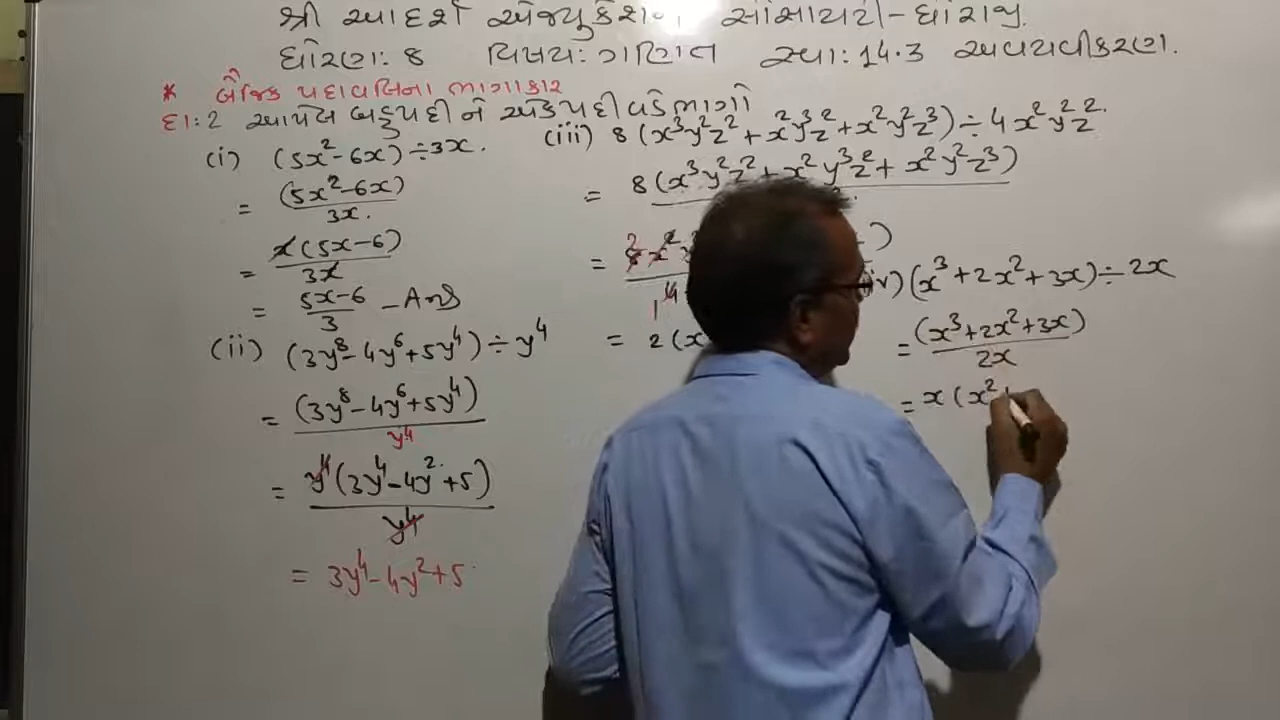 શ્રી આદર્શ એજ્યુકેશન, સોમાસર - ધાંગધ્રા
ધોરણ: 8 વિષય: ગણિત સ્વા: 14.3 અવયવીકરણ.
* બૈજિક પદાવલિના ભાગાકાર
દા: 2 આપેલ બહુપદી ને એકપદી વડે ભાગો
(i) (5x²-6x)÷3x.
= (5x²-6x)/3x.
= x(5x-6)/3x
= 5x-6/3 - Ans
(ii) (3y⁸-4y⁶+5y⁴)÷y⁴
= (3y⁸-4y⁶+5y⁴)/y⁴
= y⁴(3y⁴-4y²+5)/y⁴
= 3y⁴-4y²+5
(iii) 8(x³y²z²+x²y³z²+x²y²z³)÷4x²y²z².
= 8(x³y²z²+x²y³z²+x²y²z³)
= 8x²
= 2(x
iv) (x³+2x²+3x)÷2x
= (x³+2x²+3x)/2x
= x(x²